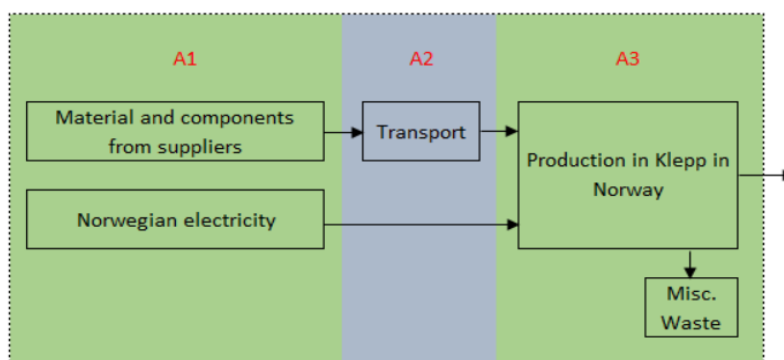 A1
A2
A3
Material and components
from suppliers
Transport
Production in Klepp in
Norway
Norwegian electricity
Misc.
Waste